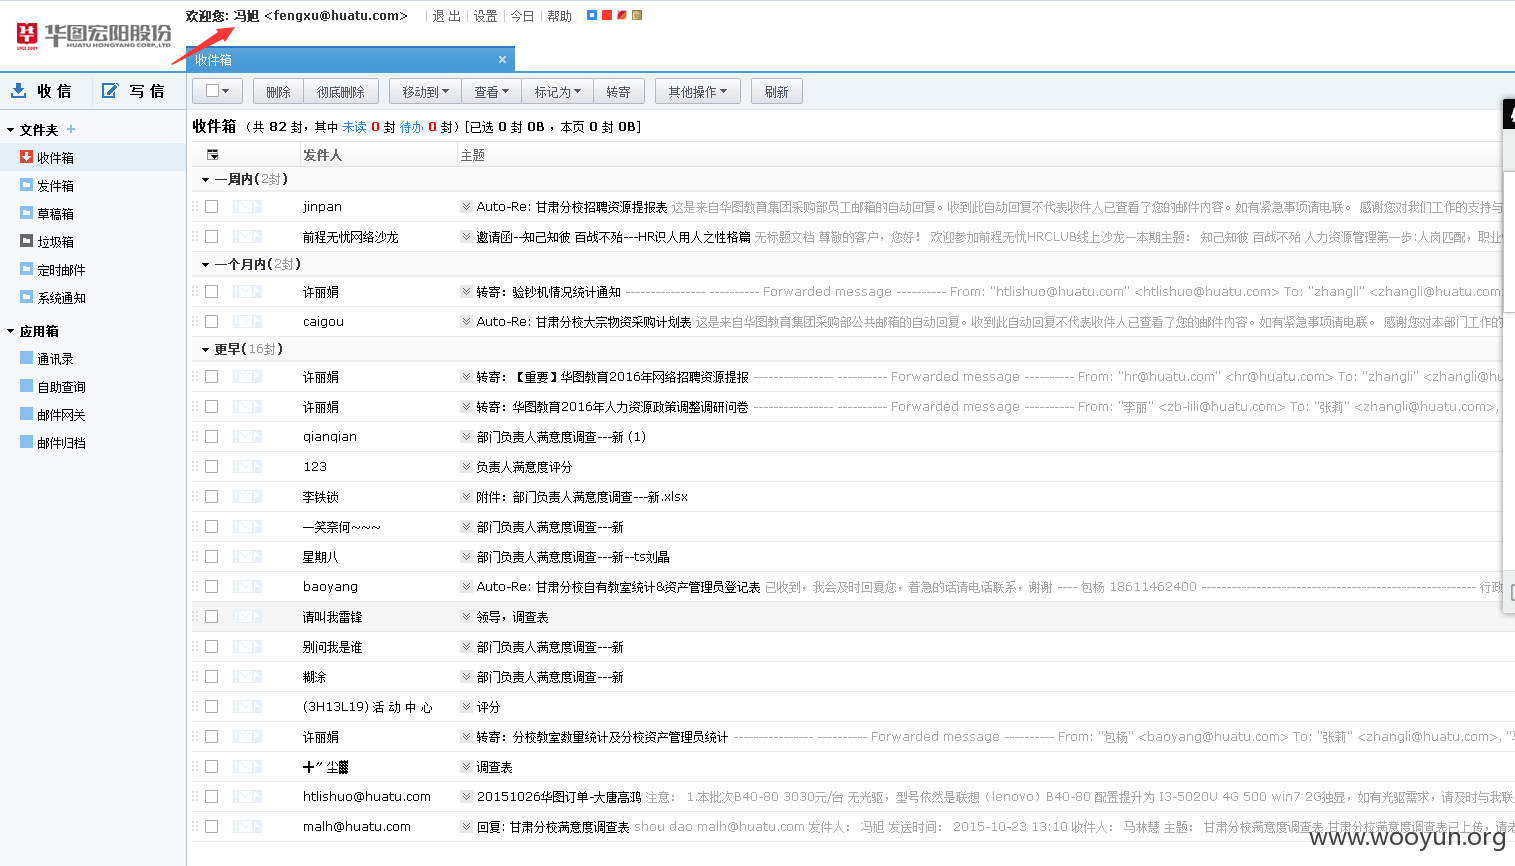 欢迎您: 冯旭 <fengxu@huatu.com> 退 出 设置 今日 帮助
华图宏阳股份
HUATU HONGYANG CORP.,LTD
收件箱
收 信 写 信
删除 彻底删除 移动到 查看 标记为 转寄 其他操作 刷新
文件夹 +
收件箱
发件箱
草稿箱
垃圾箱
定时邮件
系统通知
应用箱
通讯录
自助查询
邮件网关
邮件归档
收件箱 (共 82 封，其中 未读 0 封 待办 0 封) [已选 0 封 0B ，本页 0 封 0B]
发件人 主题
一周内(2封)
jinpan Auto-Re: 甘肃分校招聘资源提报表 这是来自华图教育集团采购部员工邮箱的自动回复。收到此自动回复不代表收件人已查看了您的邮件内容。如有紧急事项请电联。 感谢您对我们工作的支持与
前程无忧网络沙龙 邀请函--知己知彼 百战不殆---HR识人用人之性格篇 无标题文档 尊敬的客户，您好！ 欢迎参加前程无忧HRCLUB线上沙龙—本期主题： 知己知彼 百战不殆 人力资源管理第一步:人岗匹配，职业
一个月内(2封)
许丽娟 转寄：验钞机情况统计通知 ---------------- ---------- Forwarded message ---------- From: "htlishuo@huatu.com" <htlishuo@huatu.com> To: "zhangli" <zhangli@huatu.com
caigou Auto-Re: 甘肃分校大宗物资采购计划表 这是来自华图教育集团采购部公共邮箱的自动回复。收到此自动回复不代表收件人已查看了您的邮件内容。如有紧急事项请电联。 感谢您对本部门工作的
更早(16封)
许丽娟 转寄：【重要】华图教育2016年网络招聘资源提报 ---------------- ---------- Forwarded message ---------- From: "hr@huatu.com" <hr@huatu.com> To: "zhangli" <zhangli@hu
许丽娟 转寄：华图教育2016年人力资源政策调整调研问卷 ---------------- ---------- Forwarded message ---------- From: "李丽" <zb-lili@huatu.com> To: "张莉" <zhangli@huatu.com>,
qianqian 部门负责人满意度调查---新 (1)
123 负责人满意度评分
李铁锁 附件：部门负责人满意度调查---新.xlsx
一笑奈何~~~ 部门负责人满意度调查---新
星期八 部门负责人满意度调查---新--ts刘晶
baoyang Auto-Re: 甘肃分校自有教室统计&资产管理员登记表 已收到，我会及时回复您，着急的话请电话联系，谢谢 ---- 包杨 18611462400 ------------------------------------------------------- 行政
请叫我雷锋 领导，调查表
别问我是谁 部门负责人满意度调查---新
糊涂 部门负责人满意度调查---新
(3H13L19) 活 动 中 心 评分
许丽娟 转寄：分校教室数量统计及分校资产管理员统计 ---------------- ---------- Forwarded message ---------- From: "包杨" <baoyang@huatu.com> To: "张莉" <zhangli@huatu.com>,
尘 调查表
htlishuo@huatu.com 20151026华图订单-大唐高鸿 注意： 1.本批次B40-80 3030元/台 无光驱，型号依然是联想（lenovo）B40-80 配置提升为 I3-5020U 4G 500 win7 2G独显，如有光驱需求，请及时与我联
malh@huatu.com 回复: 甘肃分校满意度调查表 shou dao malh@huatu.com 发件人： 冯旭 发送时间： 2015-10-23 13:10 收件人： 马林慧 主题： 甘肃分校满意度调查表 甘肃分校满意度调查表已上传，请
www.wooyun.org